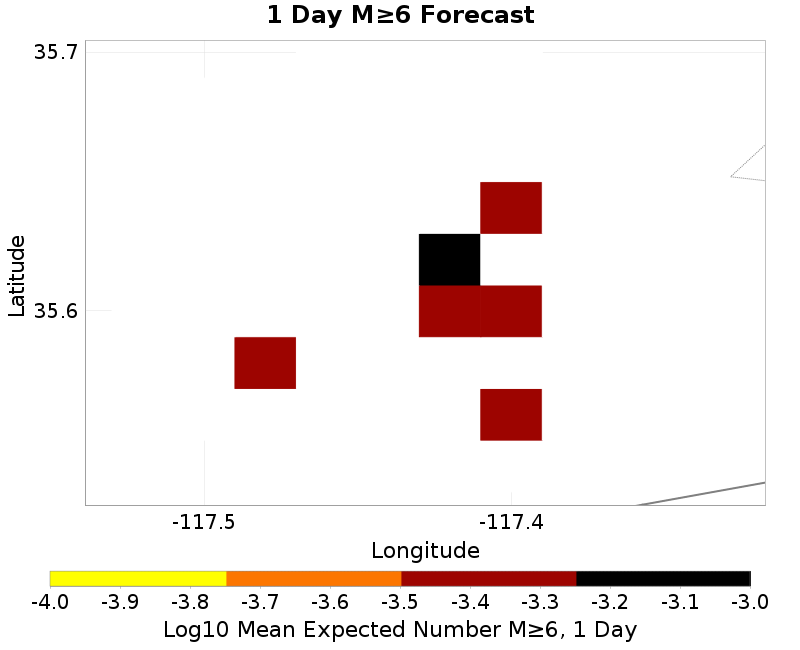 1 Day M≥6 Forecast
35.7
Latitude
35.6
-117.5 -117.4
Longitude
-4.0 -3.9 -3.8 -3.7 -3.6 -3.5 -3.4 -3.3 -3.2 -3.1 -3.0
Log10 Mean Expected Number M≥6, 1 Day